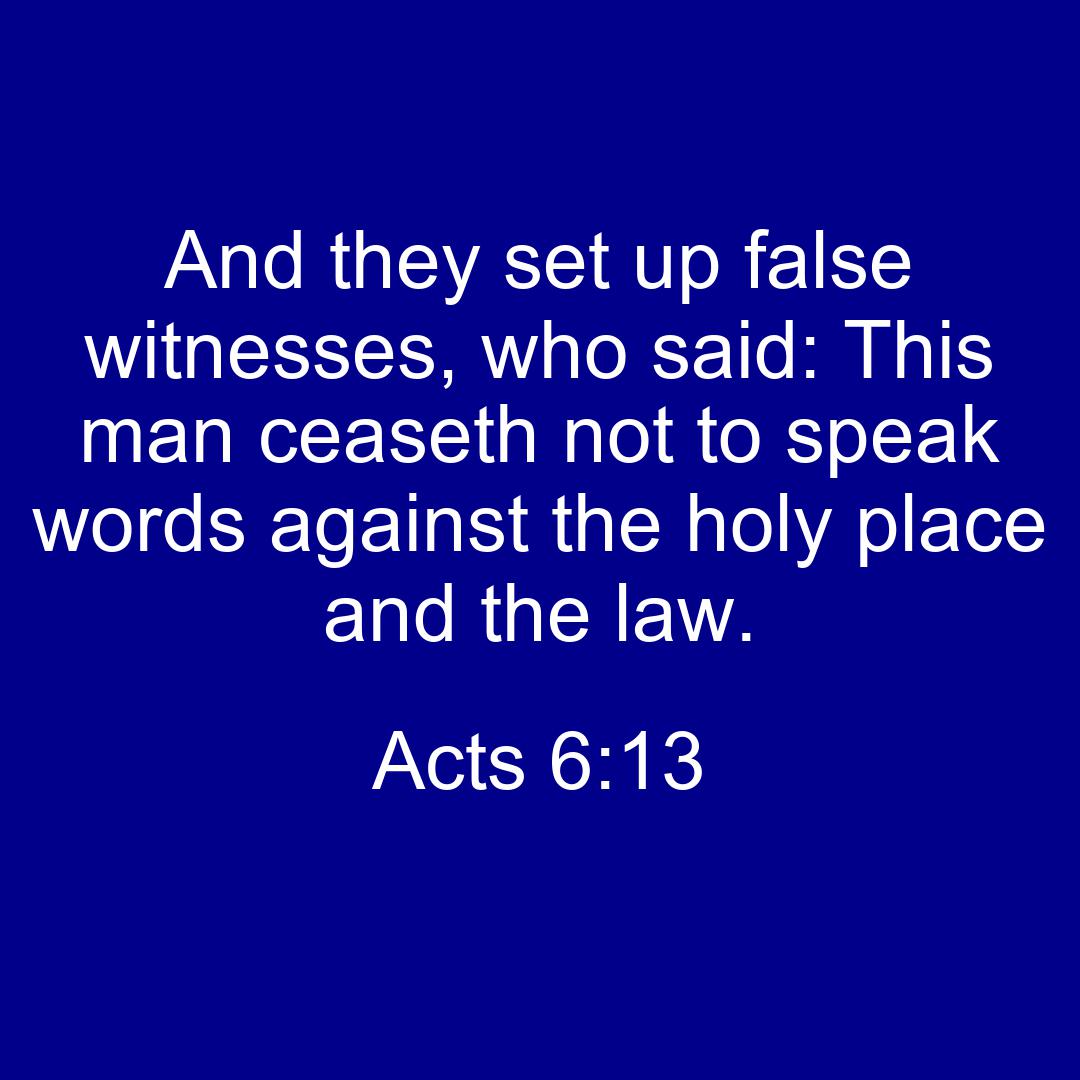 And they set up false
witnesses, who said: This
man ceaseth not to speak
words against the holy place
and the law.
Acts 6:13